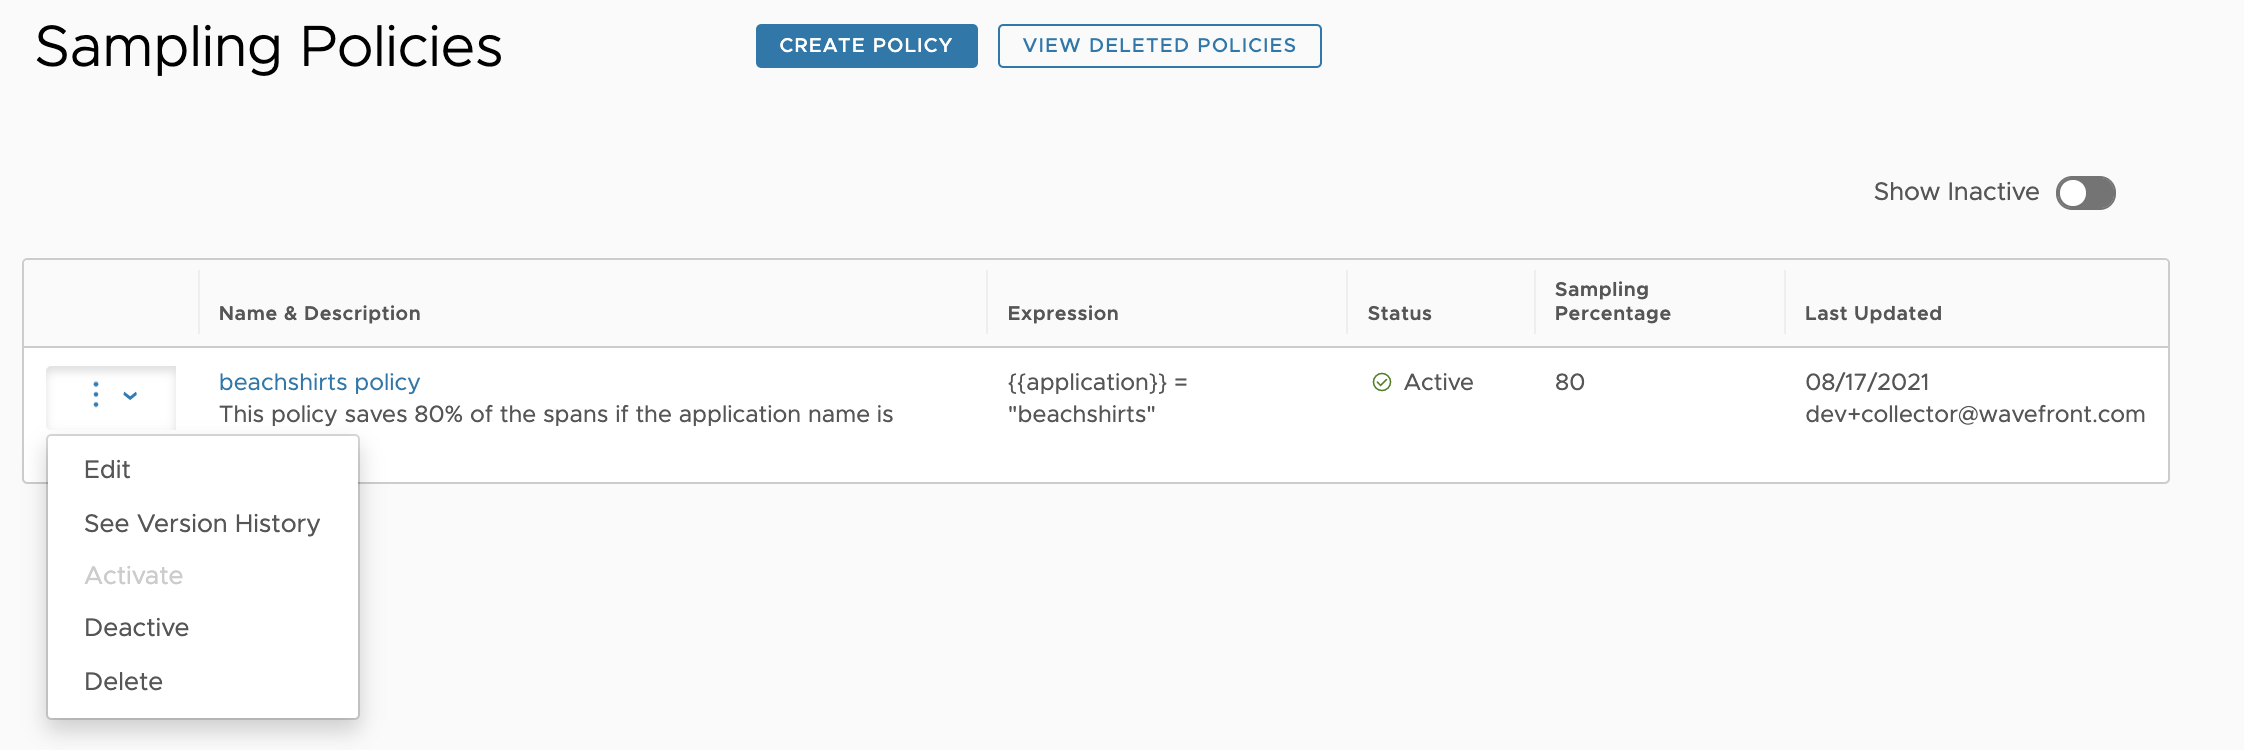 Sampling Policies
CREATE POLICY
VIEW DELETED POLICIES
Show Inactive
Name & Description
Expression
Status
Sampling
Percentage
Last Updated
beachshirts policy
This policy saves 80% of the spans if the application name is
{{application}} =
"beachshirts"
Active
80
08/17/2021
dev+collector@wavefront.com
Edit
See Version History
Activate
Deactive
Delete